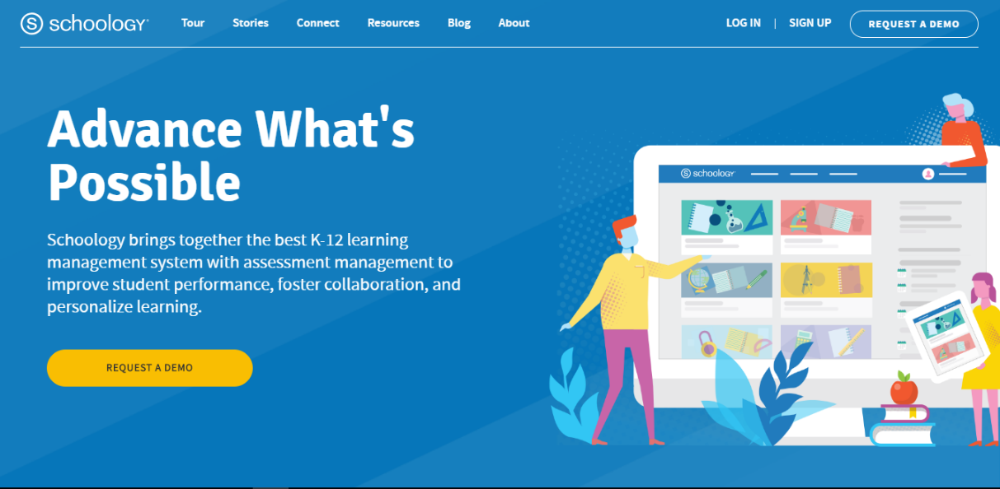 schoology®
Tour Stories Connect Resources Blog About
LOG IN | SIGN UP REQUEST A DEMO
Advance What's
Possible
Schoology brings together the best K-12 learning
management system with assessment management to
improve student performance, foster collaboration, and
personalize learning.
REQUEST A DEMO
schoology